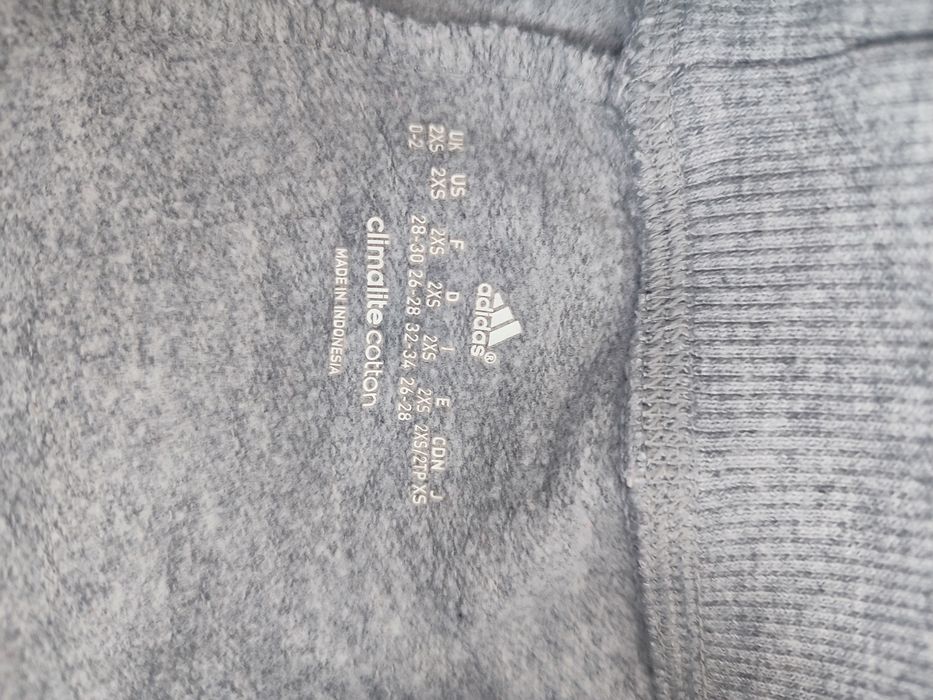 adidas®
UK US F D I E CDN J
2XS 2XS 2XS 2XS 2XS 2XS 2XS/2TP XS
0-2 28-30 26-28 32-34 26-28
climalite cotton
MADE IN INDONESIA